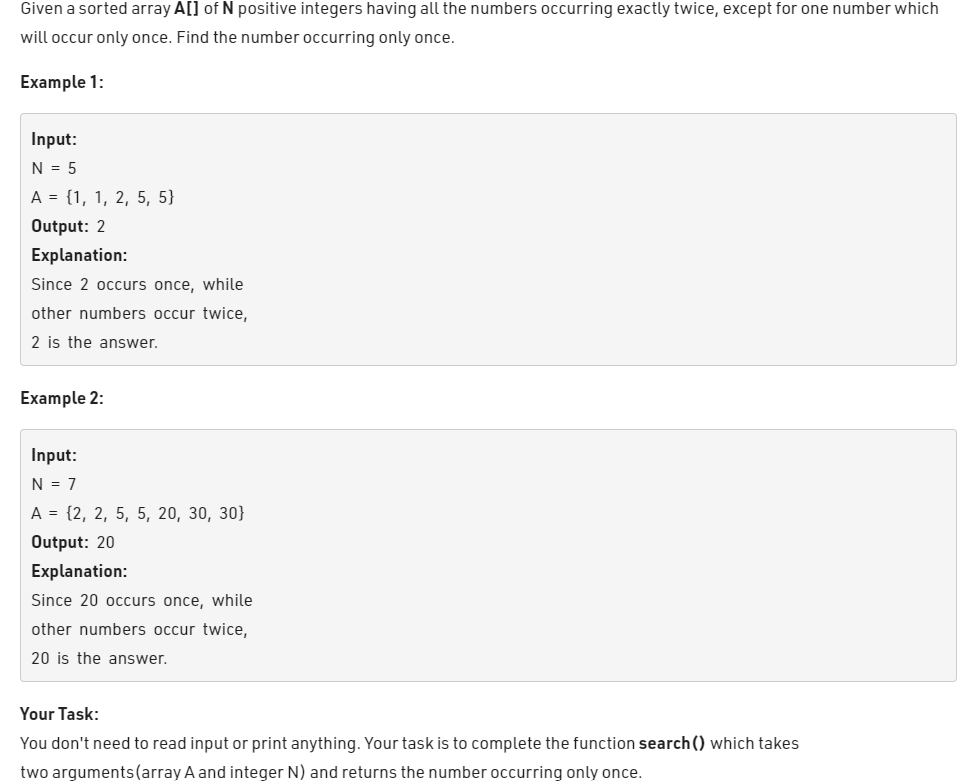 Given a sorted array A[] of N positive integers having all the numbers occurring exactly twice, except for one number which
will occur only once. Find the number occurring only once.
Example 1:
Input:
N = 5
A = {1, 1, 2, 5, 5}
Output: 2
Explanation:
Since 2 occurs once, while
other numbers occur twice,
2 is the answer.
Example 2:
Input:
N = 7
A = {2, 2, 5, 5, 20, 30, 30}
Output: 20
Explanation:
Since 20 occurs once, while
other numbers occur twice,
20 is the answer.
Your Task:
You don't need to read input or print anything. Your task is to complete the function search() which takes
two arguments(array A and integer N) and returns the number occurring only once.